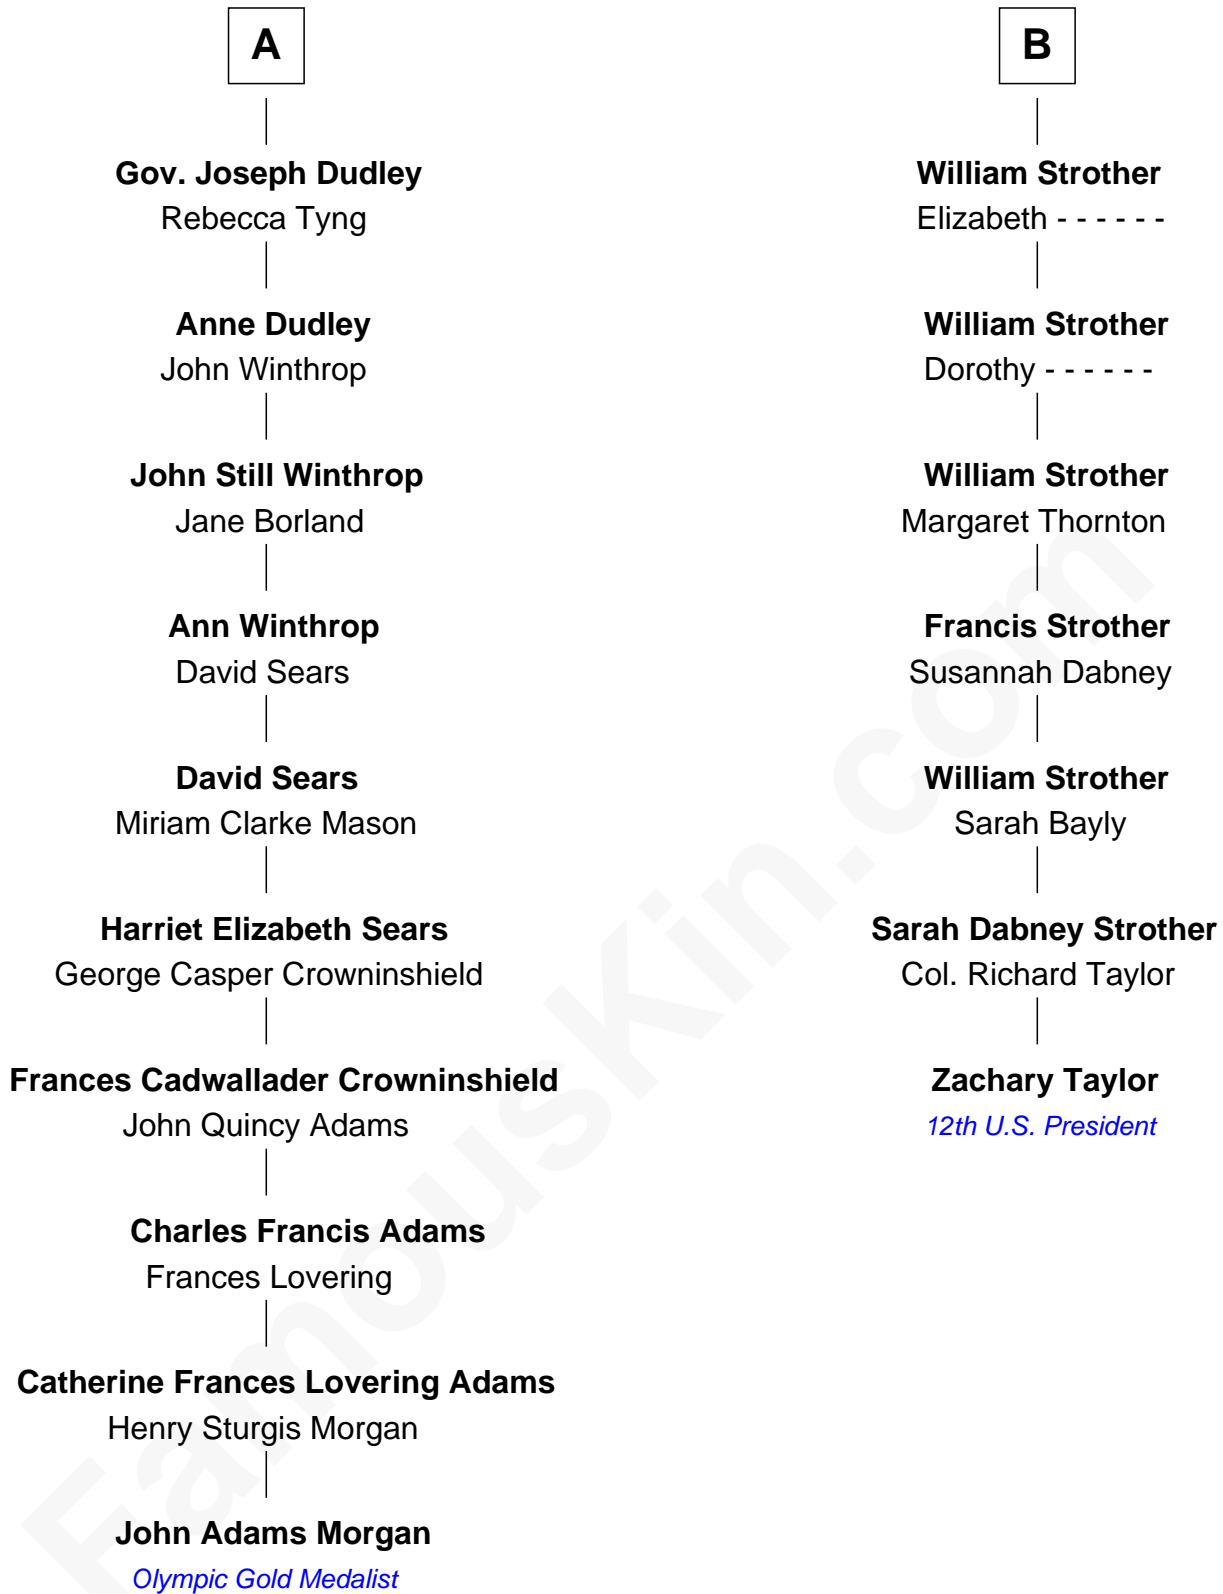 A
Gov. Joseph Dudley
Rebecca Tyng
Anne Dudley
John Winthrop
John Still Winthrop
Jane Borland
Ann Winthrop
David Sears
David Sears
Miriam Clarke Mason
Harriet Elizabeth Sears
George Casper Crowninshield
Frances Cadwallader Crowninshield
John Quincy Adams
Charles Francis Adams
Frances Lovering
Catherine Frances Lovering Adams
Henry Sturgis Morgan
John Adams Morgan
Olympic Gold Medalist
B
William Strother
Elizabeth - - - - - -
William Strother
Dorothy - - - - - -
William Strother
Margaret Thornton
Francis Strother
Susannah Dabney
William Strother
Sarah Bayly
Sarah Dabney Strother
Col. Richard Taylor
Zachary Taylor
12th U.S. President
FamousKin.com